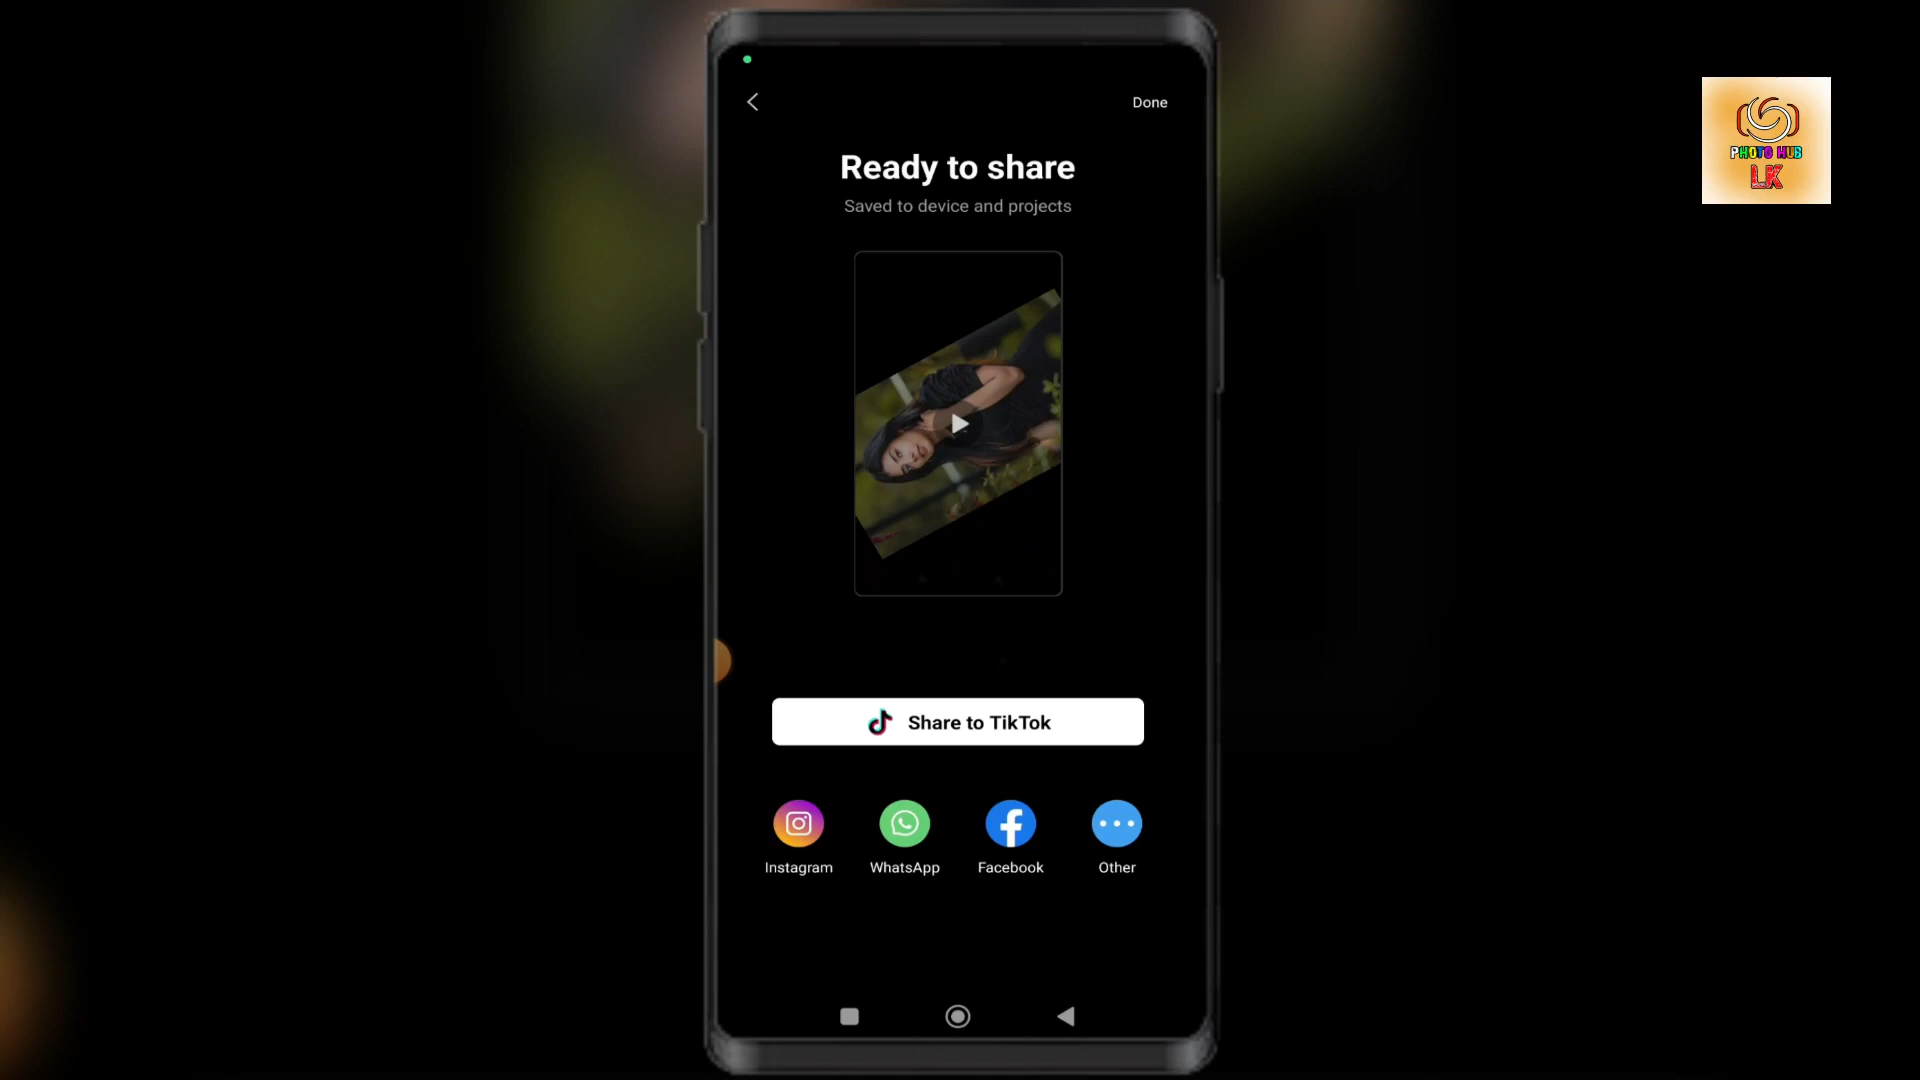 Done
Ready to share
Saved to device and projects
Share to TikTok
Instagram
WhatsApp
Facebook
Other
PHOTO HUB
LK